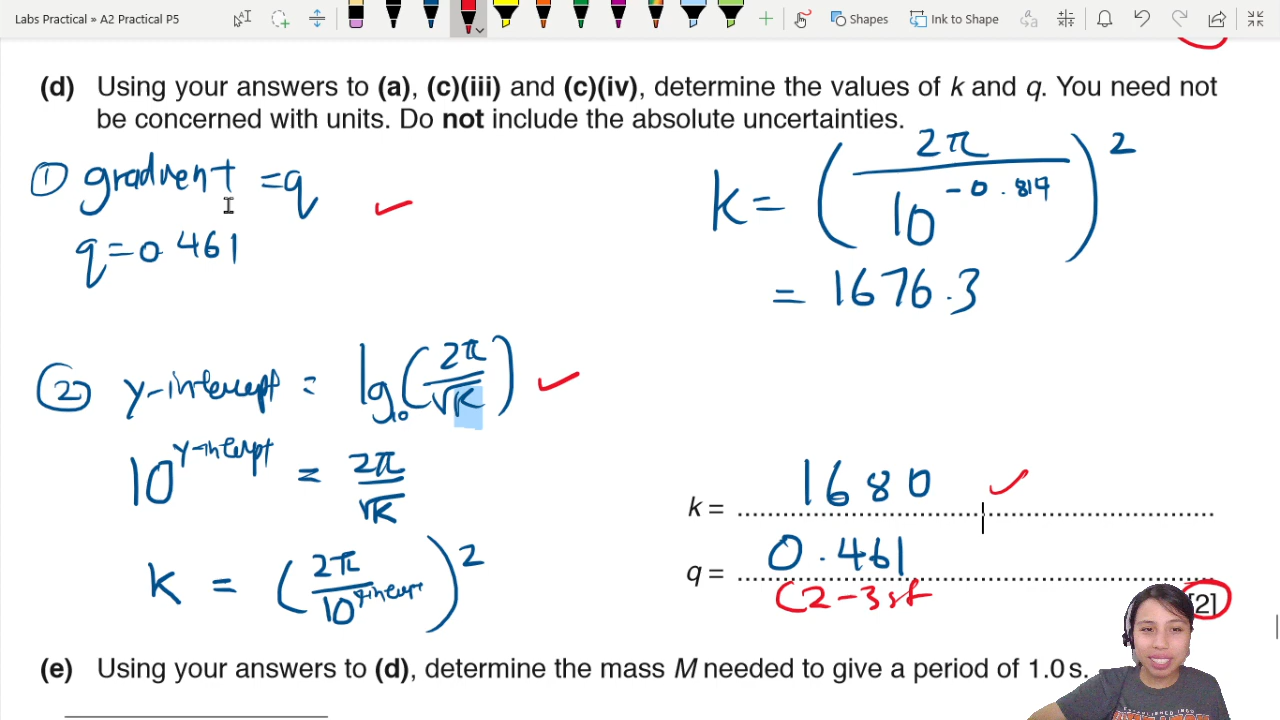 Labs Practical » A2 Practical P5
Shapes
Ink to Shape
(d) Using your answers to (a), (c)(iii) and (c)(iv), determine the values of k and q. You need not
be concerned with units. Do not include the absolute uncertainties.
① gradient = q
q = 0.461
② y-intercept = lg₁₀(2π/√k)
10^y-intercept = 2π/√k
k = (2π/10^y-intercept)²
k = (2π/10^-0.814)²
= 1676.3
k = 1680
q = 0.461
(2-3sf
[2]
(e) Using your answers to (d), determine the mass M needed to give a period of 1.0 s.